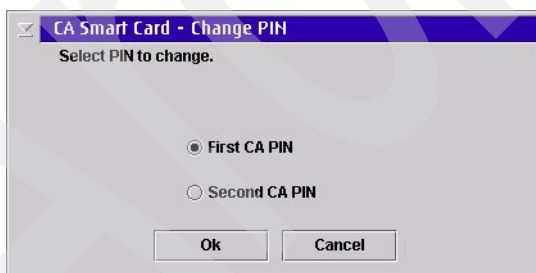 CA Smart Card - Change PIN
Select PIN to change.
First CA PIN
Second CA PIN
Ok Cancel